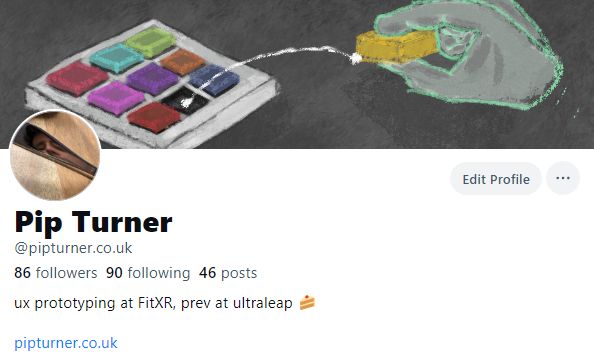 Edit Profile ...
Pip Turner
@pipturner.co.uk
86 followers 90 following 46 posts
ux prototyping at FitXR, prev at ultraleap 🍰
pipturner.co.uk